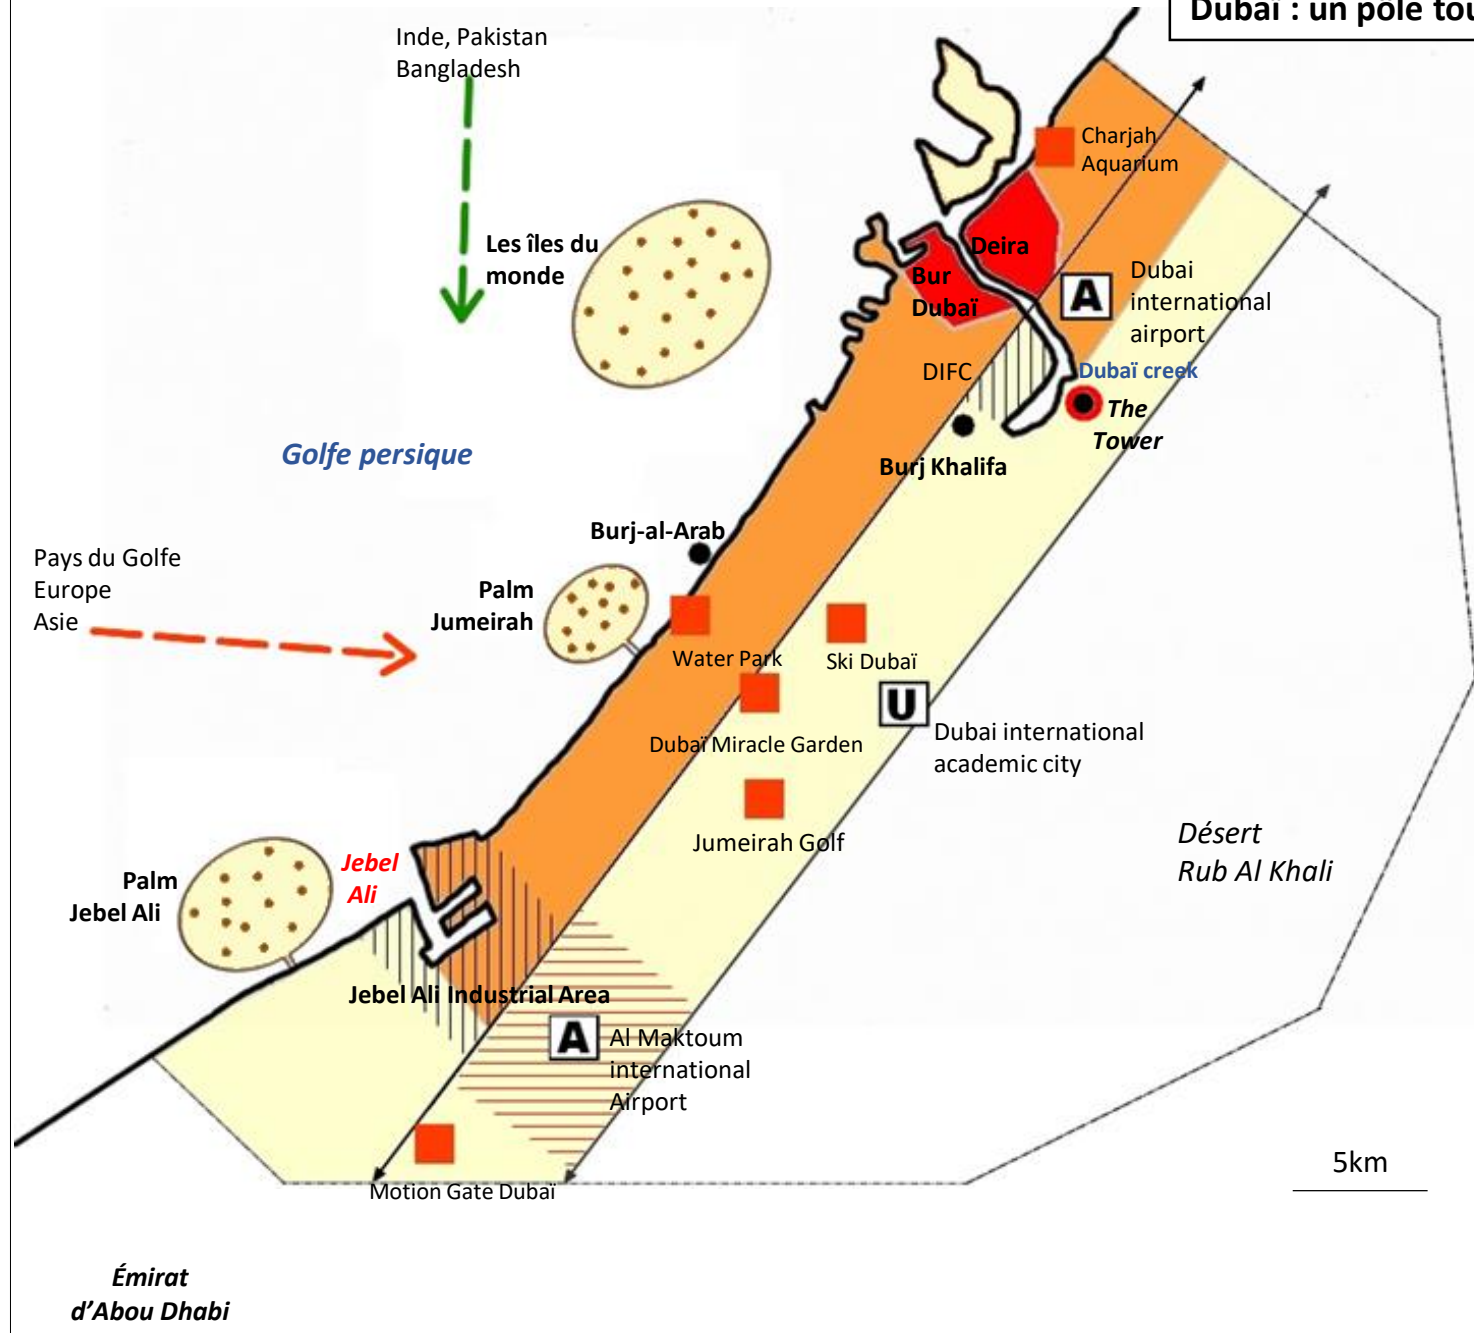 Dubaï : un pôle tou
Inde, Pakistan
Bangladesh
Charjah
Aquarium
Les îles du
monde
Deira
Bur
Dubaï
A
Dubai
international
airport
DIFC
Dubaï creek
The
Tower
Golfe persique
Burj Khalifa
Burj-al-Arab
Pays du Golfe
Europe
Asie
Palm
Jumeirah
Water Park
Ski Dubaï
U
Dubaï Miracle Garden
Dubai international
academic city
Jumeirah Golf
Désert
Rub Al Khali
Jebel
Ali
Palm
Jebel Ali
Jebel Ali Industrial Area
A
Al Maktoum
international
Airport
5km
Motion Gate Dubaï
Émirat
d’Abou Dhabi